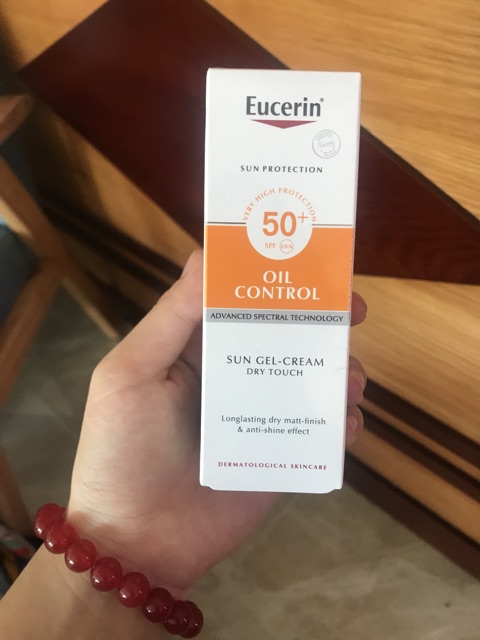 Eucerin®
SUN PROTECTION
VERY HIGH PROTECTION
50+
SPF UVA
OIL
CONTROL
ADVANCED SPECTRAL TECHNOLOGY
SUN GEL-CREAM
DRY TOUCH
Longlasting dry matt-finish
& anti-shine effect
DERMATOLOGICAL SKINCARE